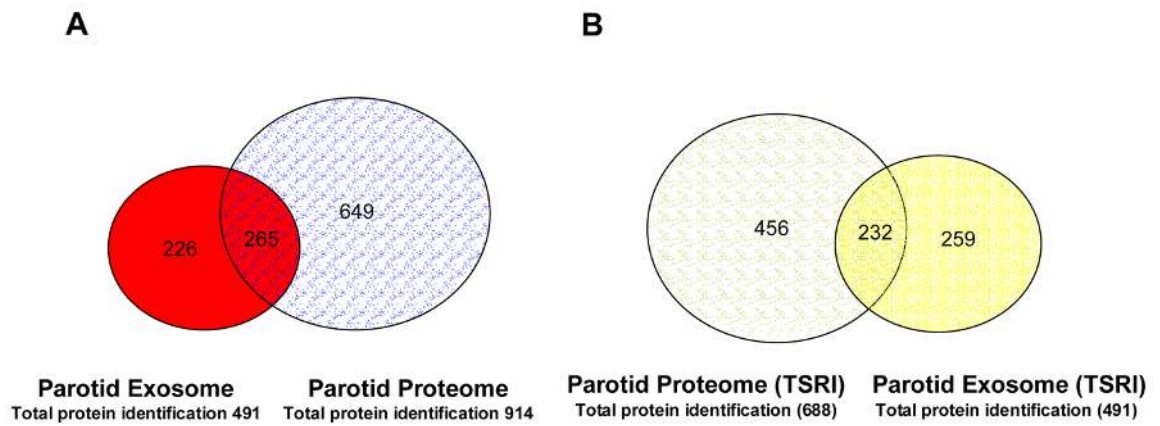 A
B
226
265
649
456
232
259
Parotid Exosome
Total protein identification 491
Parotid Proteome
Total protein identification 914
Parotid Proteome (TSRI)
Total protein identification (688)
Parotid Exosome (TSRI)
Total protein identification (491)